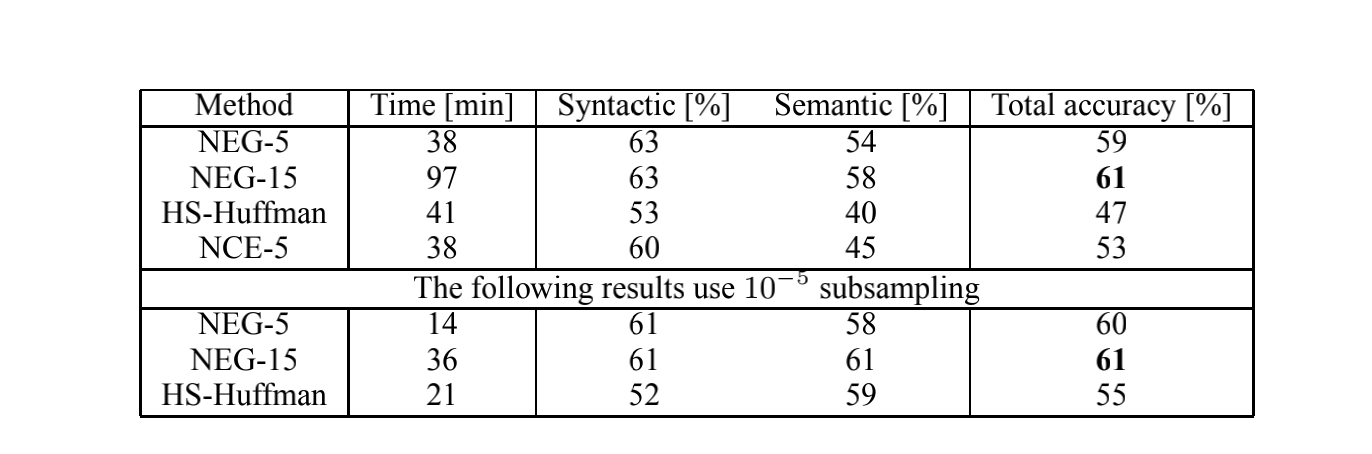 Method Time [min] Syntactic [%] Semantic [%] Total accuracy [%]
NEG-5 38 63 54 59
NEG-15 97 63 58 61
HS-Huffman 41 53 40 47
NCE-5 38 60 45 53
The following results use 10⁻⁵ subsampling
NEG-5 14 61 58 60
NEG-15 36 61 61 61
HS-Huffman 21 52 59 55